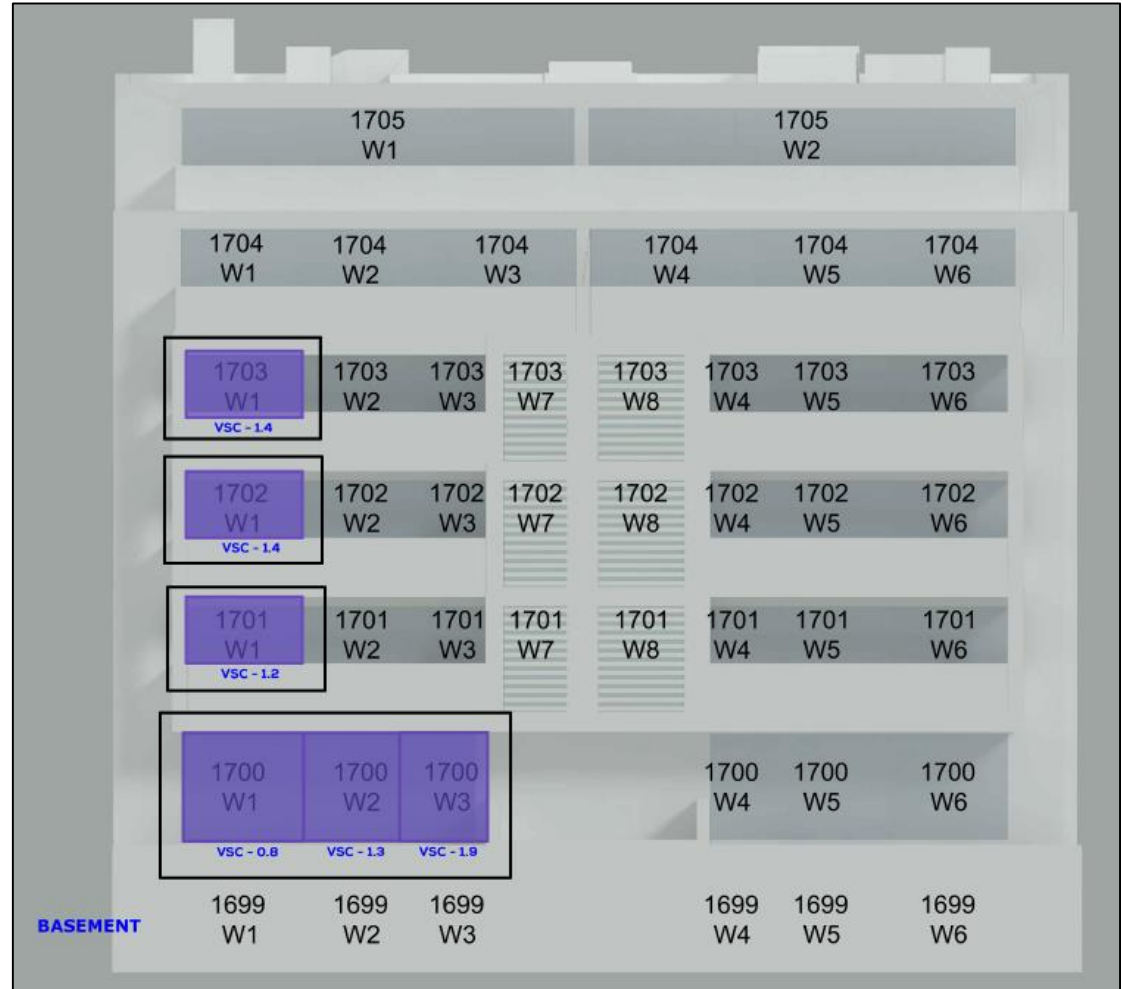 1705 1705
W1 W2
1704 1704 1704 1704 1704 1704
W1 W2 W3 W4 W5 W6
1703 1703 1703 1703 1703 1703 1703 1703
W1 W2 W3 W7 W8 W4 W5 W6
VSC - 1.4
1702 1702 1702 1702 1702 1702 1702 1702
W1 W2 W3 W7 W8 W4 W5 W6
VSC - 1.4
1701 1701 1701 1701 1701 1701 1701 1701
W1 W2 W3 W7 W8 W4 W5 W6
VSC - 1.2
1700 1700 1700 1700 1700 1700
W1 W2 W3 W4 W5 W6
VSC - 0.8 VSC - 1.3 VSC - 1.9
1699 1699 1699 1699 1699 1699
BASEMENT W1 W2 W3 W4 W5 W6